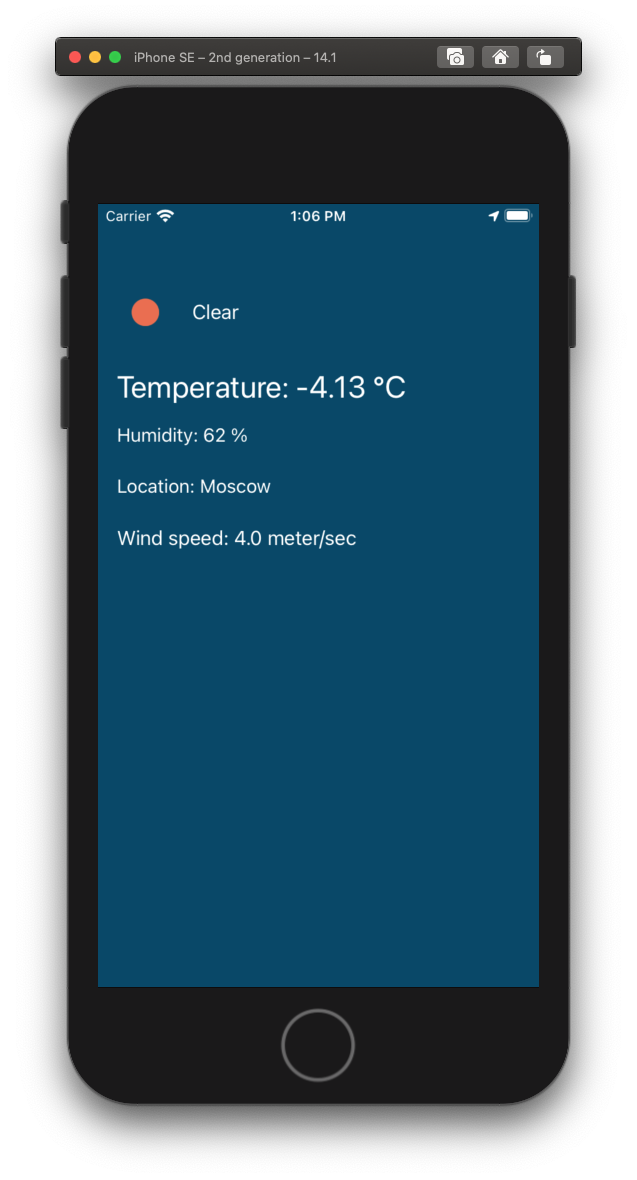 iPhone SE – 2nd generation – 14.1
Carrier 1:06 PM
Clear
Temperature: -4.13 °C
Humidity: 62 %
Location: Moscow
Wind speed: 4.0 meter/sec